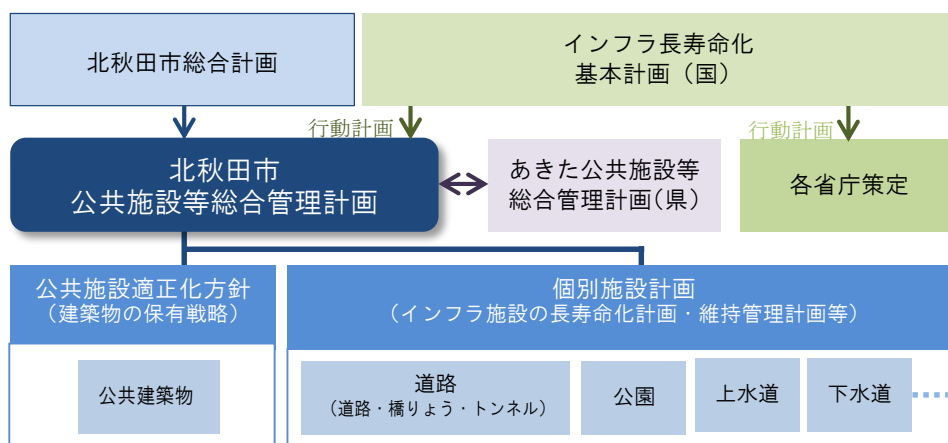 北秋田市総合計画
インフラ長寿命化
基本計画（国）
行動計画
行動計画
北秋田市
公共施設等総合管理計画
あきた公共施設等
総合管理計画(県)
各省庁策定
公共施設適正化方針
（建築物の保有戦略）
個別施設計画
（インフラ施設の長寿命化計画・維持管理計画等）
公共建築物
道路
（道路・橋りょう・トンネル）
公園
上水道
下水道